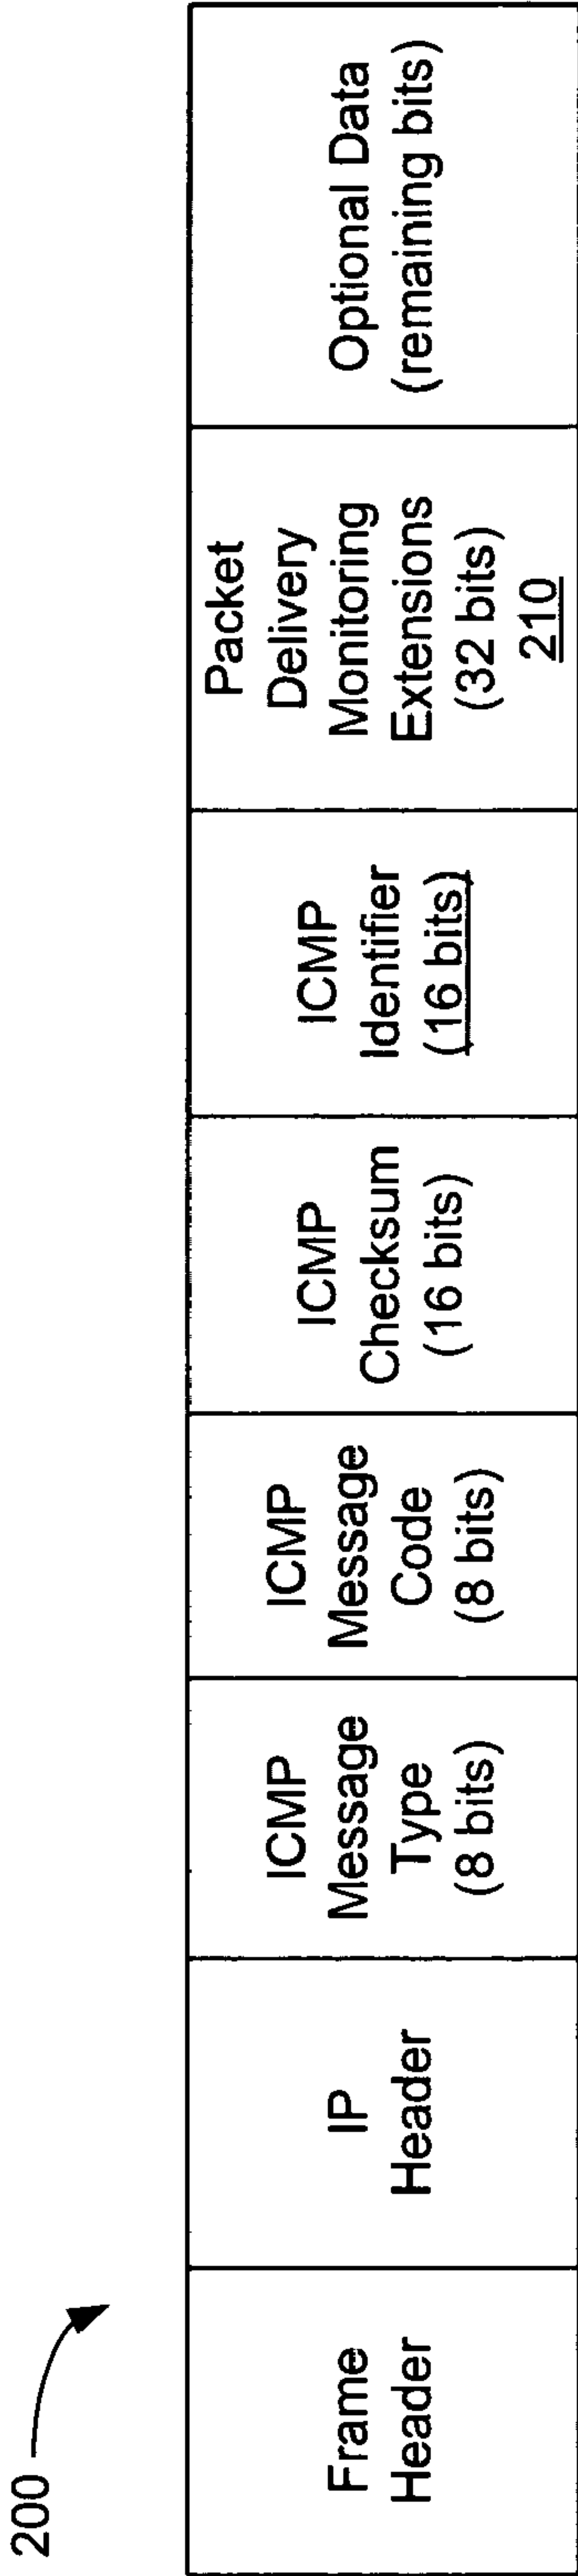 200
Frame
Header
IP
Header
ICMP
Message
Type
(8 bits)
ICMP
Message
Code
(8 bits)
ICMP
Checksum
(16 bits)
ICMP
Identifier
(16 bits)
Packet
Delivery
Monitoring
Extensions
(32 bits)
210
Optional Data
(remaining bits)